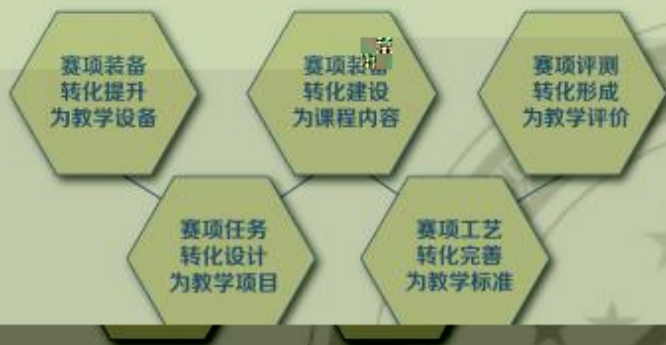 赛项装备
转化提升
为教学设备
赛项装
转化建设
为课程内容
赛项评测
转化形成
为教学评价
赛项任务
转化设计
为教学项目
赛项工艺
转化完善
为教学标准